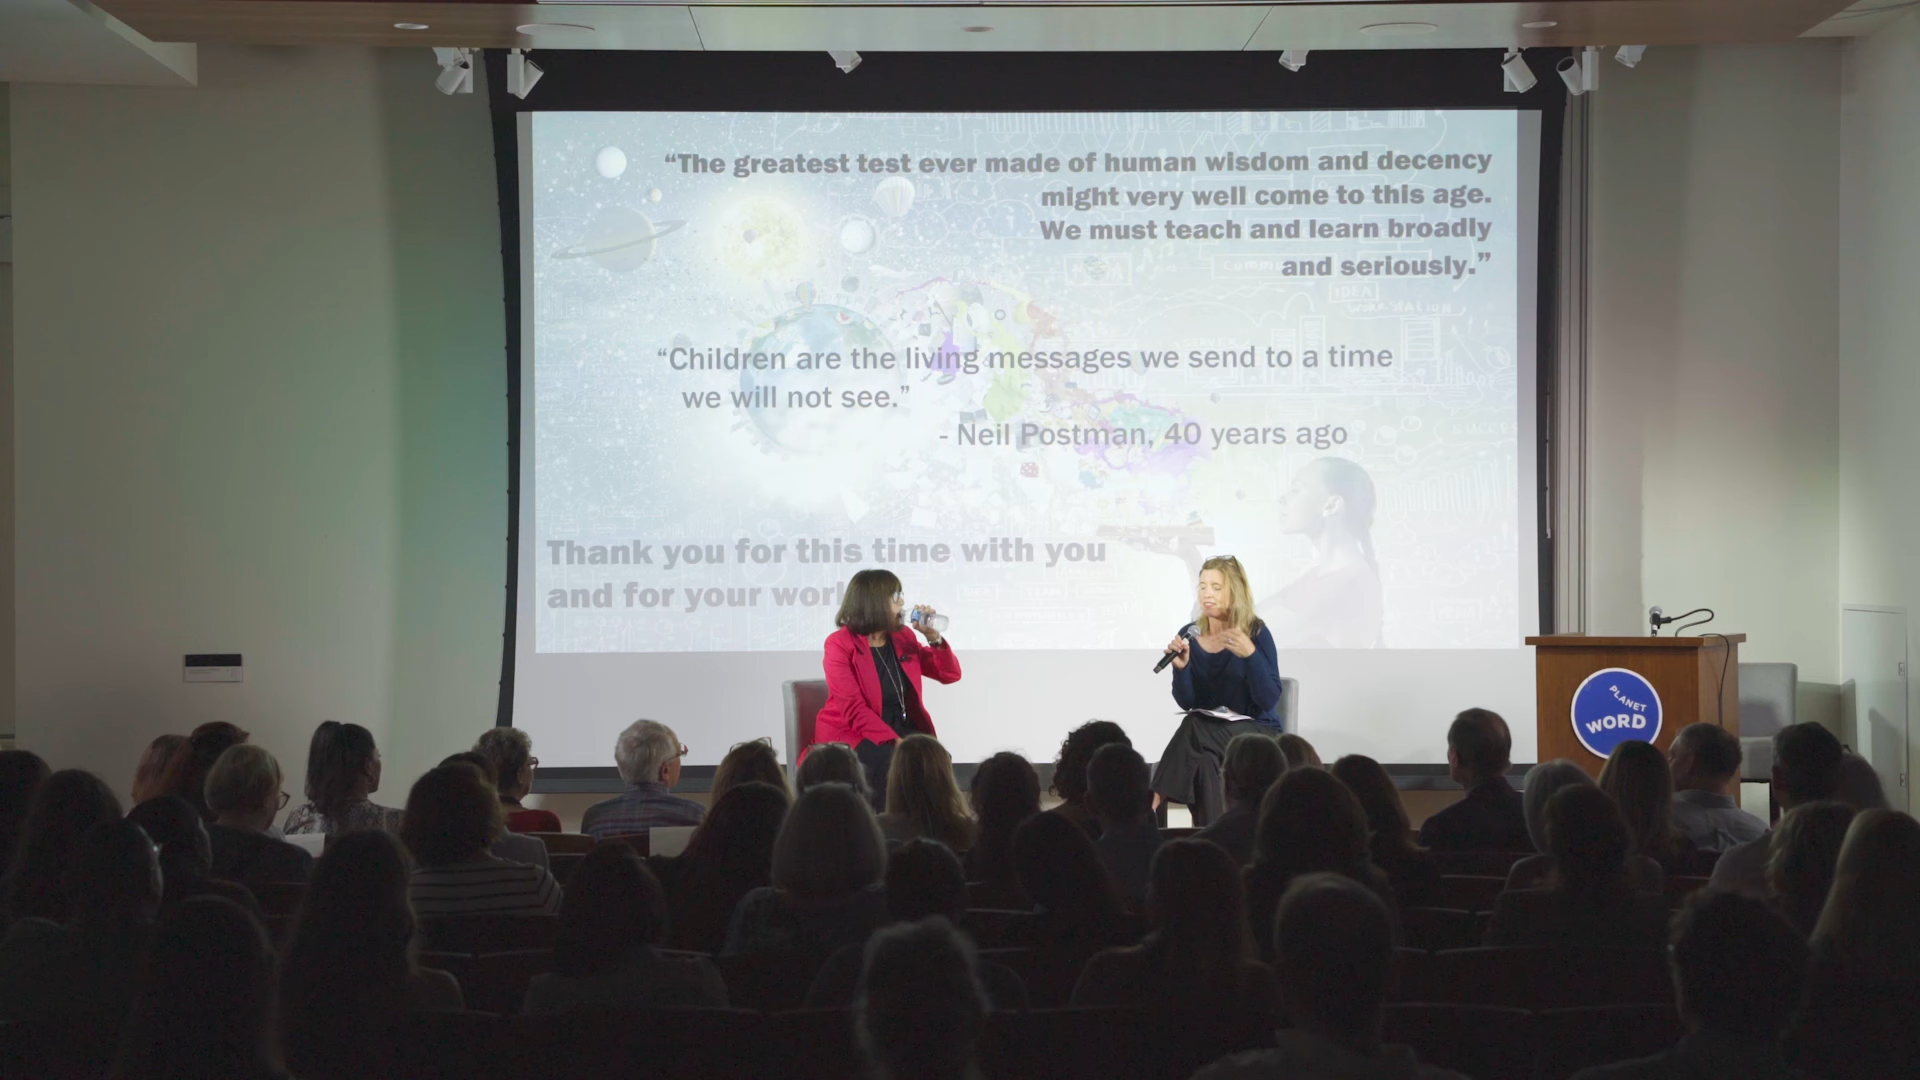 “The greatest test ever made of human wisdom and decency
might very well come to this age.
We must teach and learn broadly
and seriously.”
IDEA
“Children are the living messages we send to a time
we will not see.”
- Neil Postman, 40 years ago
Thank you for this time with you
and for your
PLANET
WORD